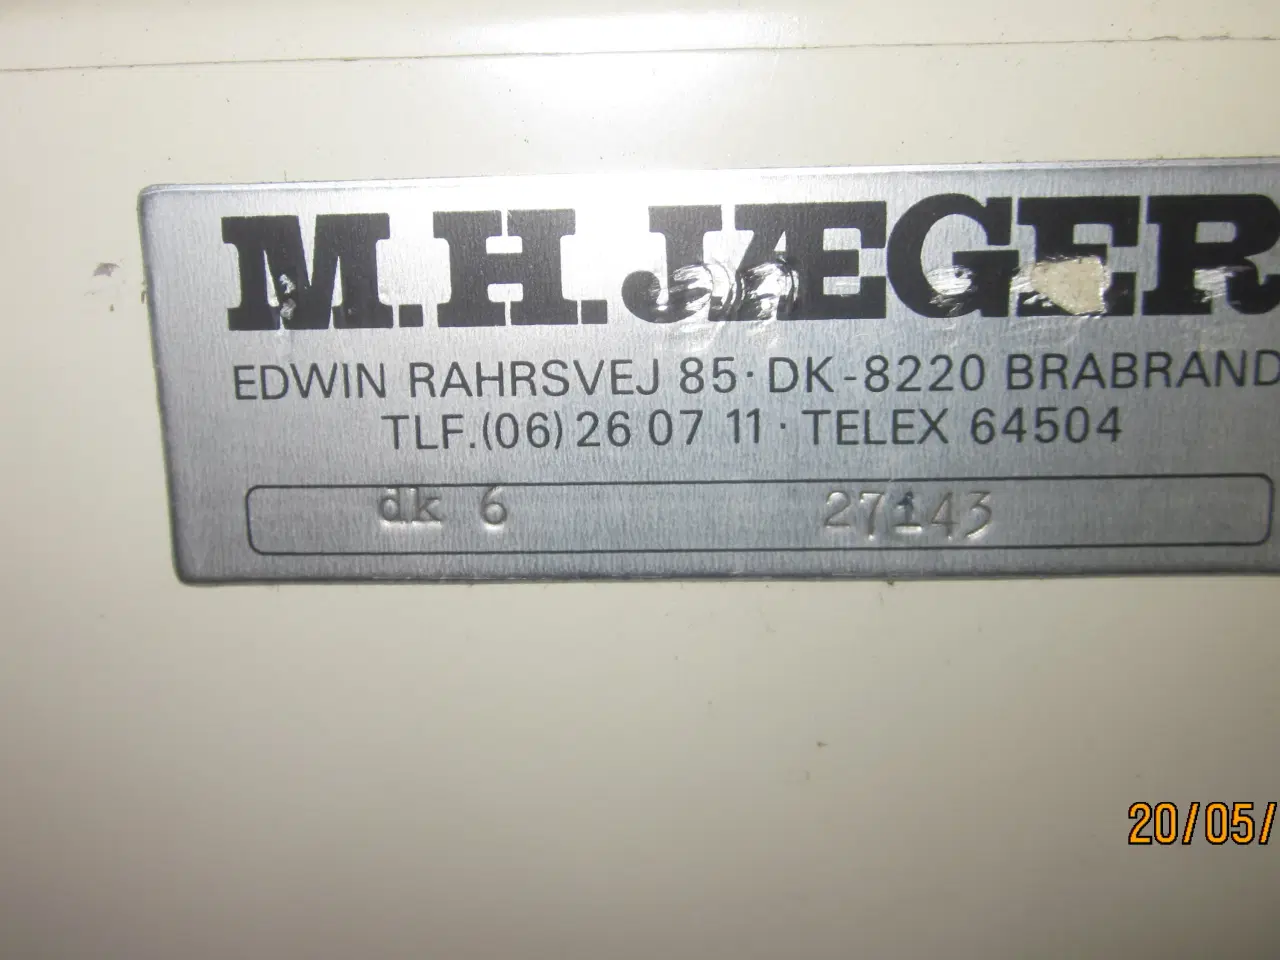 M.H.JÆGER
EDWIN RAHRSVEJ 85 · DK-8220 BRABRAND
TLF.(06) 26 07 11 · TELEX 64504
dk 6 27143
20/05/